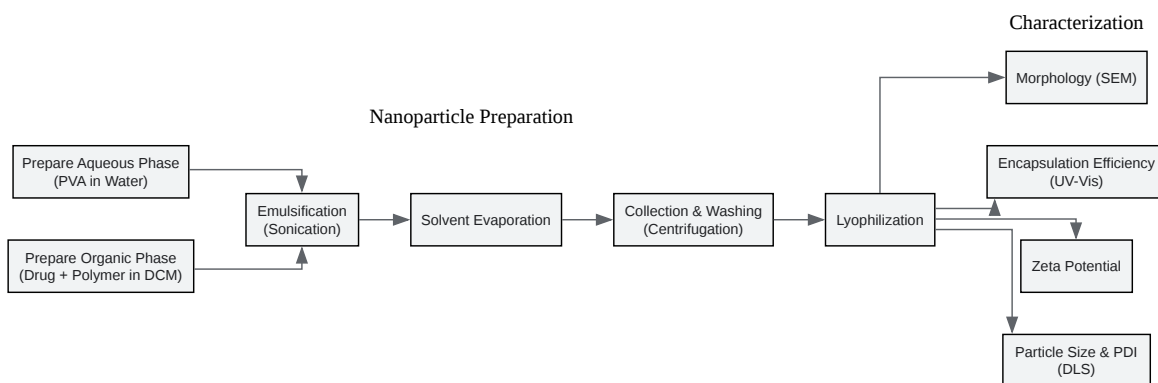 Characterization
Morphology (SEM)
Nanoparticle Preparation
Prepare Aqueous Phase
(PVA in Water)
Encapsulation Efficiency
(UV-Vis)
Emulsification
(Sonication)
Solvent Evaporation
Collection & Washing
(Centrifugation)
Lyophilization
Prepare Organic Phase
(Drug + Polymer in DCM)
Zeta Potential
Particle Size & PDI
(DLS)